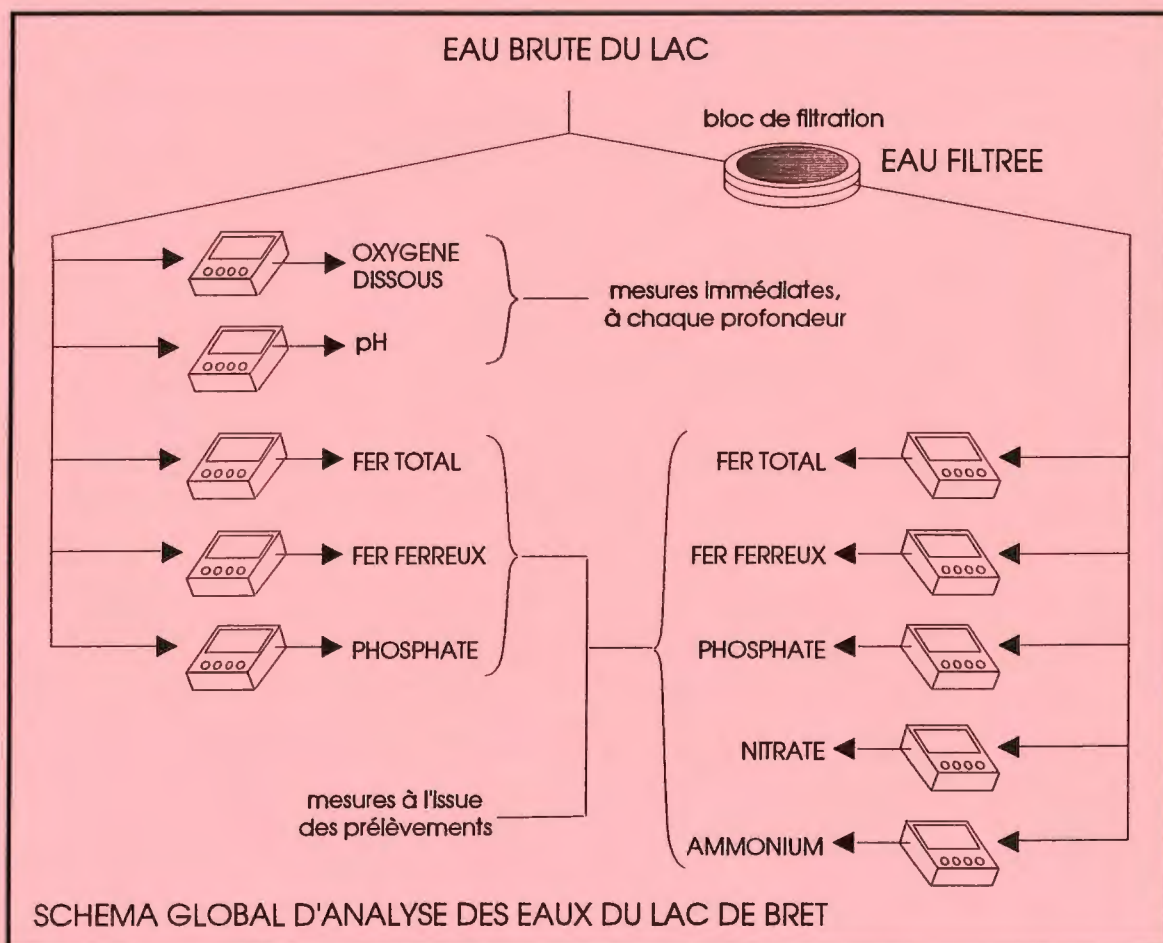 EAU BRUTE DU LAC
bloc de filtration
EAU FILTREE
OXYGENE
DISSOUS
pH
mesures immédiates,
à chaque profondeur
FER TOTAL
FER FERREUX
PHOSPHATE
FER TOTAL
FER FERREUX
PHOSPHATE
NITRATE
AMMONIUM
mesures à l'issue
des prélèvements
SCHEMA GLOBAL D'ANALYSE DES EAUX DU LAC DE BRET